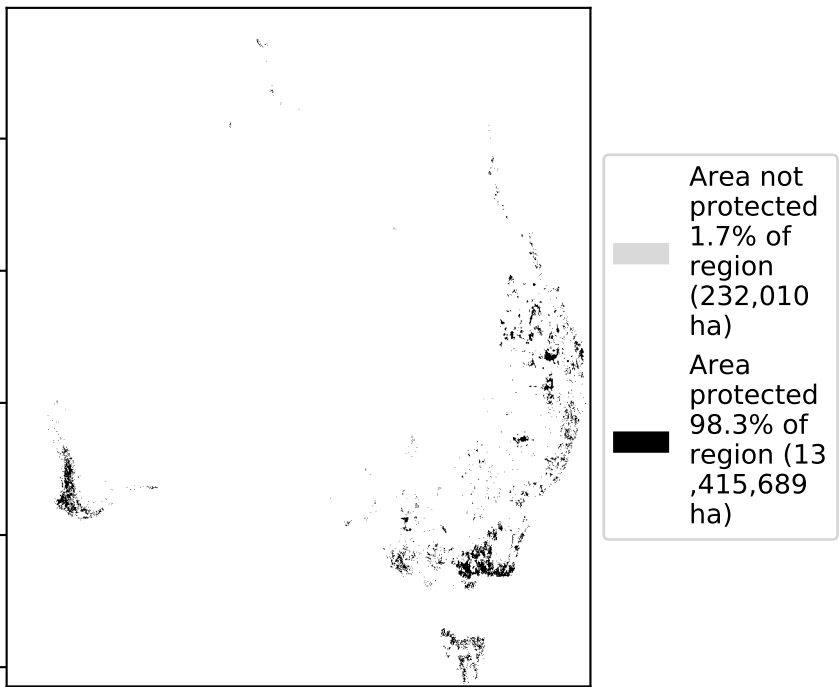 Area not
protected
1.7% of
region
(232,010
ha)
Area
protected
98.3% of
region (13
,415,689
ha)